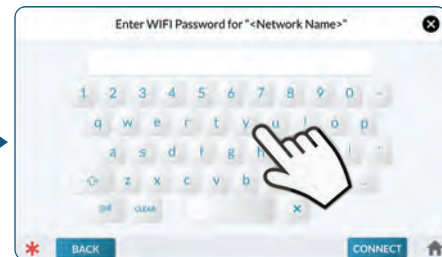 Enter WIFI Password for "<Network Name>"
1 2 3 4 5 6 7 8 9 0 -
q w e r t y u i o p
a s d f g h l '
z x c v b
CLEAR
BACK CONNECT